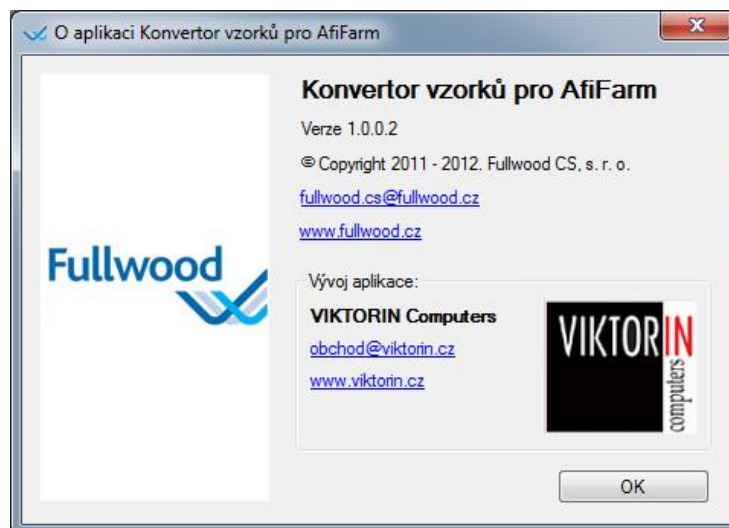 O aplikaci Konvertor vzorků pro AfiFarm
Konvertor vzorků pro AfiFarm
Verze 1.0.0.2
© Copyright 2011 - 2012. Fullwood CS, s. r. o.
fullwood.cs@fullwood.cz
www.fullwood.cz
Fullwood
Vývoj aplikace:
VIKTORIN Computers
obchod@viktorin.cz
www.viktorin.cz
VIKTORIN
computers
OK